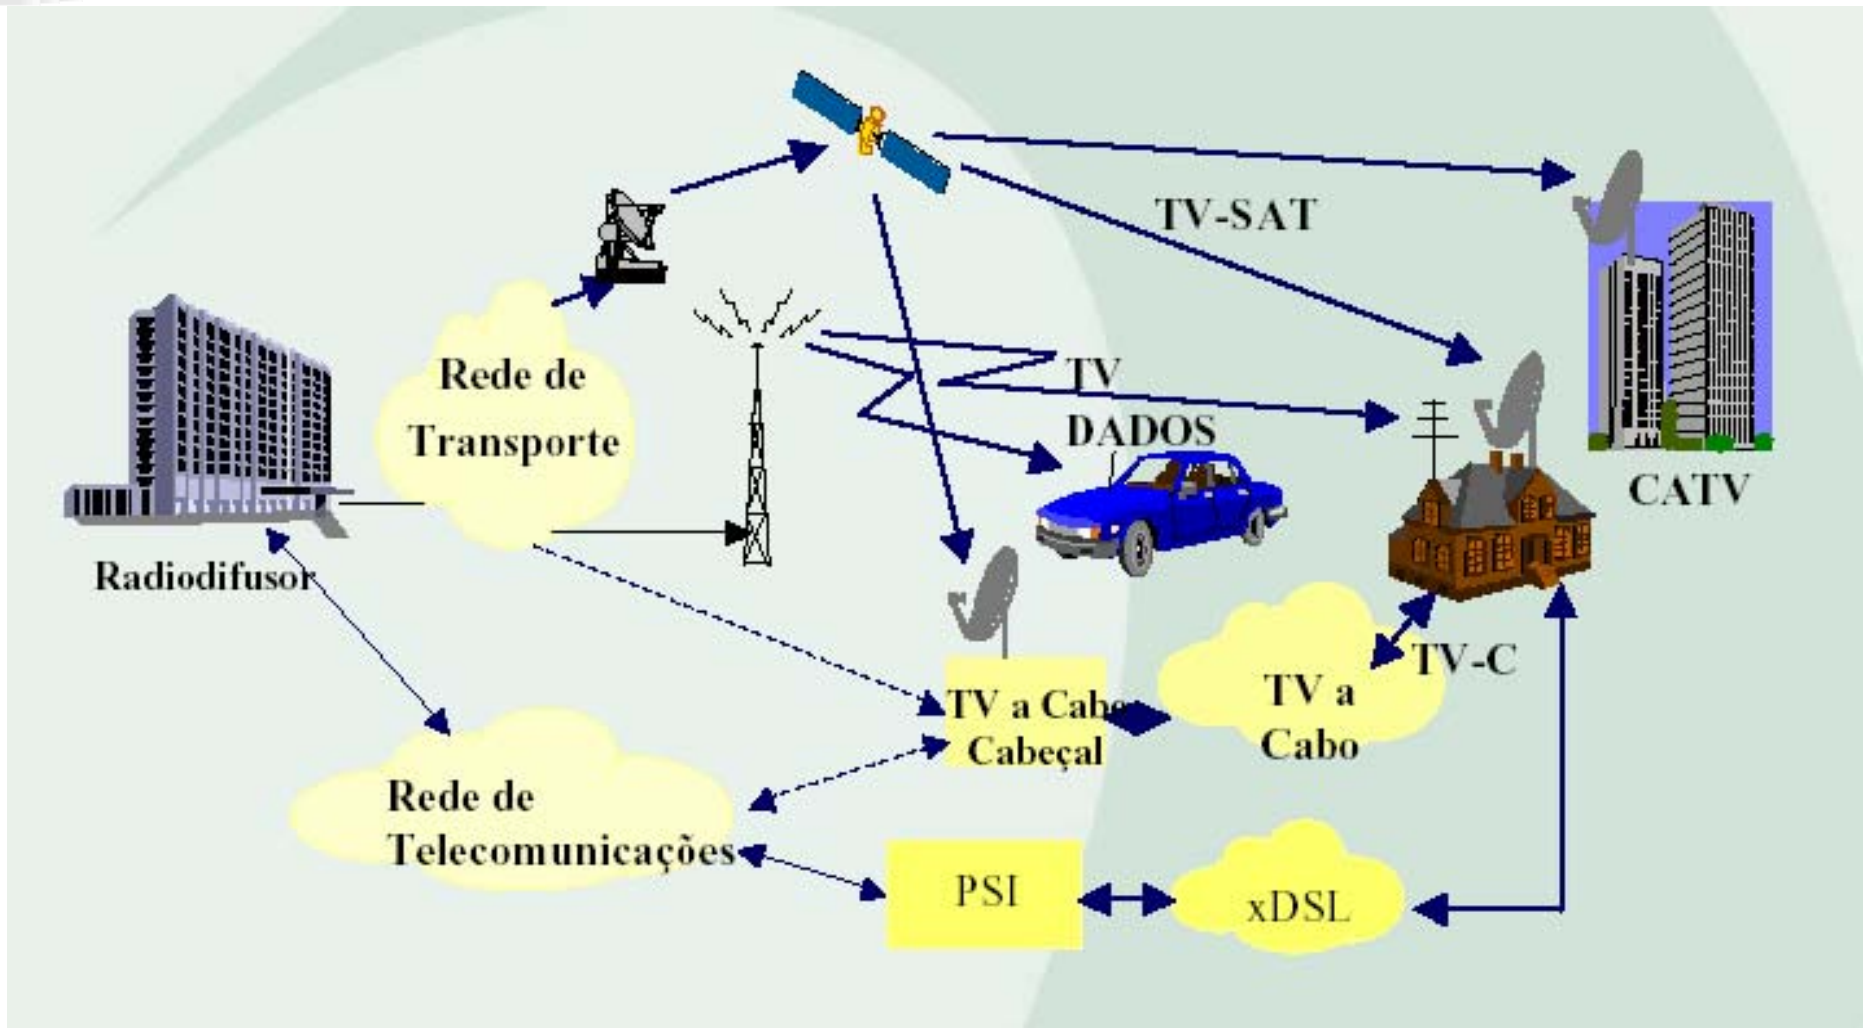 TV-SAT
Rede de
Transporte
TV
DADOS
CATV
Radiodifusor
TV-C
TV a Cabo
Cabeçal
TV a
Cabo
Rede de
Telecomunicações
PSI
xDSL